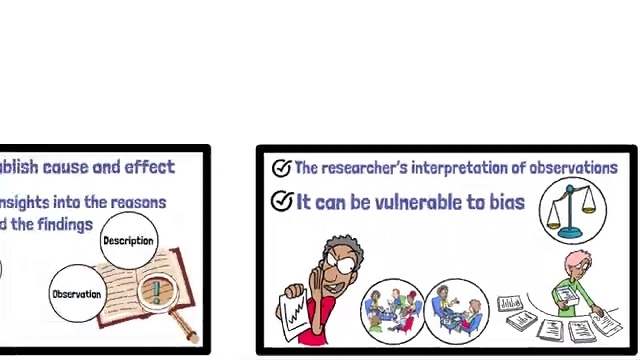 ablish cause and effect
nsights into the reasons
d the findings
Description
Observation
The researcher's interpretation of observations
It can be vulnerable to bias